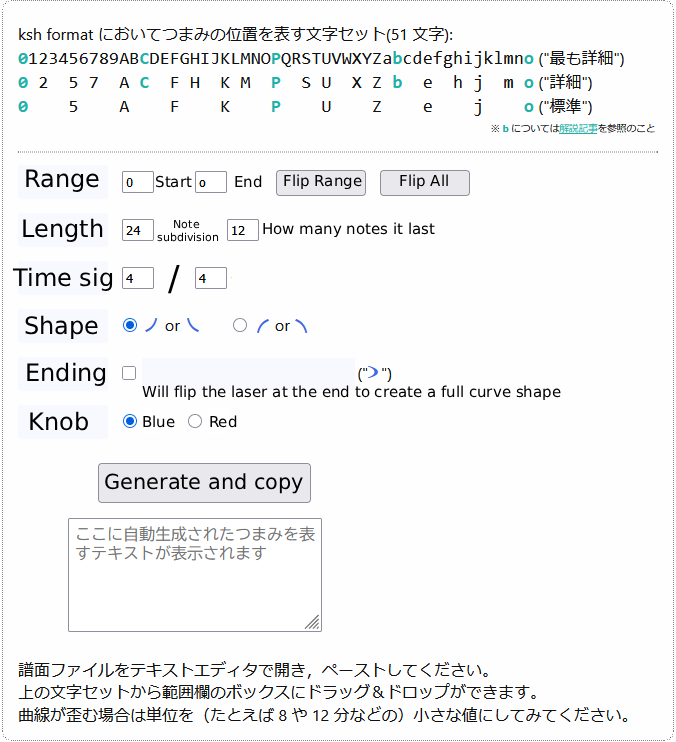 ksh format においてつまみの位置を表す文字セット(51 文字):
0123456789ABCDEFGHIJKLMNOPQRSTUVWXYZabcdefghijklmno ("最も詳細")
0 2 5 7 A C F H K M P S U X Z b e h j m o ("詳細")
0 5 A F K P U Z e j o ("標準")
※ b については解説記事を参照のこと
Range 0 Start o End Flip Range Flip All
Length 24 Note subdivision 12 How many notes it last
Time sig 4 / 4
Shape or or
Ending ("")
Will flip the laser at the end to create a full curve shape
Knob Blue Red
Generate and copy
ここに自動生成されたつまみを表
すテキストが表示されます
譜面ファイルをテキストエディタで開き，ペーストしてください。
上の文字セットから範囲欄のボックスにドラッグ＆ドロップができます。
曲線が歪む場合は単位を（たとえば 8 や 12 分などの）小さな値にしてみてください。